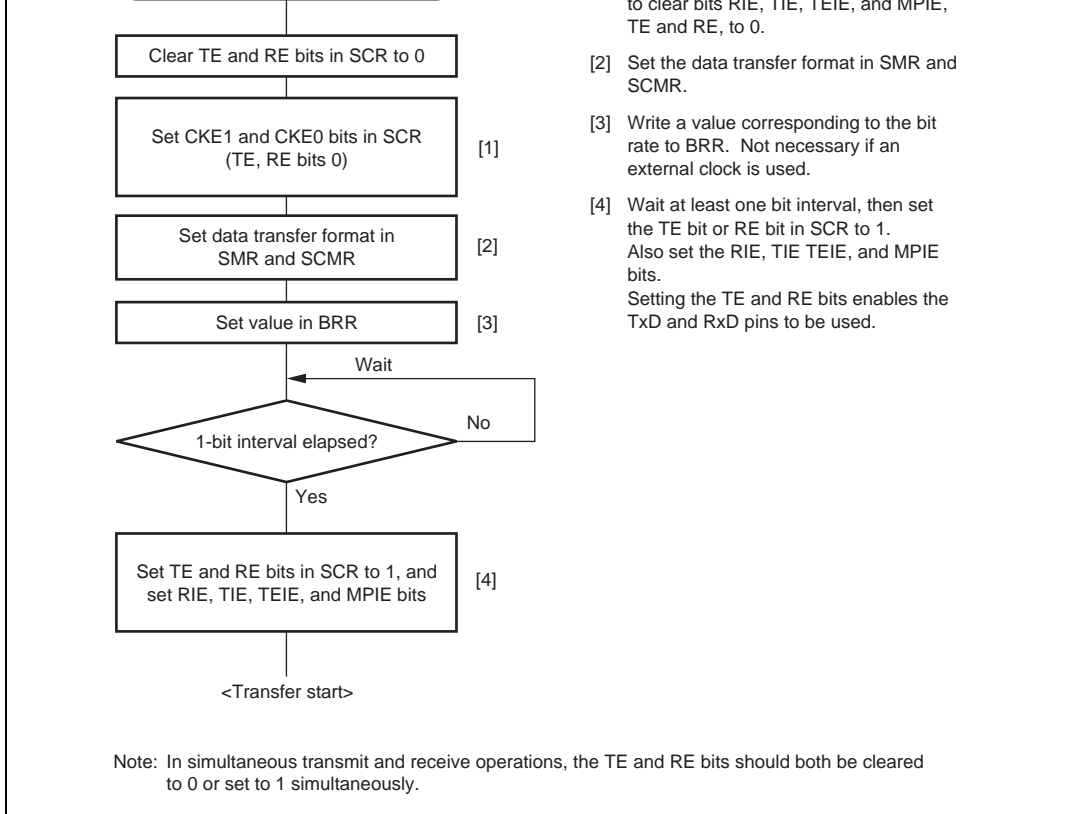 to clear bits RIE, TIE, TEIE, and MPIE,
TE and RE, to 0.
Clear TE and RE bits in SCR to 0
[2] Set the data transfer format in SMR and
SCMR.
Set CKE1 and CKE0 bits in SCR
(TE, RE bits 0)
[1]
[3] Write a value corresponding to the bit
rate to BRR. Not necessary if an
external clock is used.
Set data transfer format in
SMR and SCMR
[2]
[4] Wait at least one bit interval, then set
the TE bit or RE bit in SCR to 1.
Also set the RIE, TIE TEIE, and MPIE
bits.
Setting the TE and RE bits enables the
TxD and RxD pins to be used.
Set value in BRR
[3]
Wait
No
1-bit interval elapsed?
Yes
Set TE and RE bits in SCR to 1, and
set RIE, TIE, TEIE, and MPIE bits
[4]
<Transfer start>
Note: In simultaneous transmit and receive operations, the TE and RE bits should both be cleared
to 0 or set to 1 simultaneously.